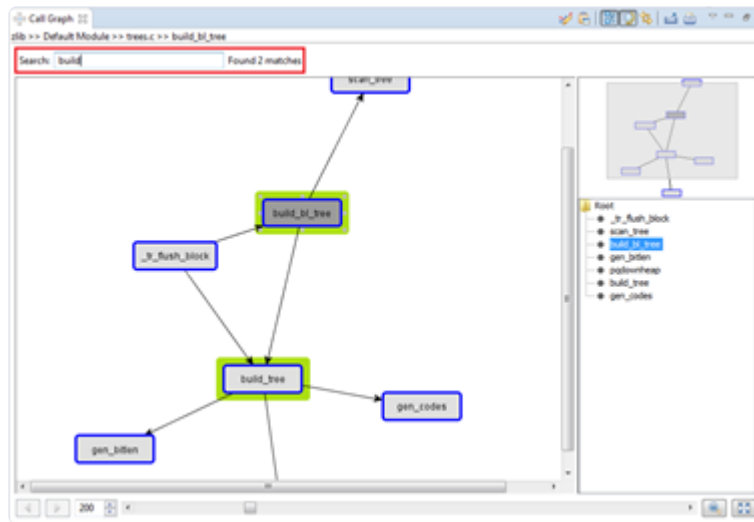 Call Graph
zlib >> Default Module >> trees.c >> build_bl_tree
Search: build Found 2 matches
scan_tree
build_bl_tree
_tr_flush_block
build_tree
gen_codes
gen_bitlen
Root
_tr_flush_block
scan_tree
build_bl_tree
gen_bitlen
pqdownheap
build_tree
gen_codes
200